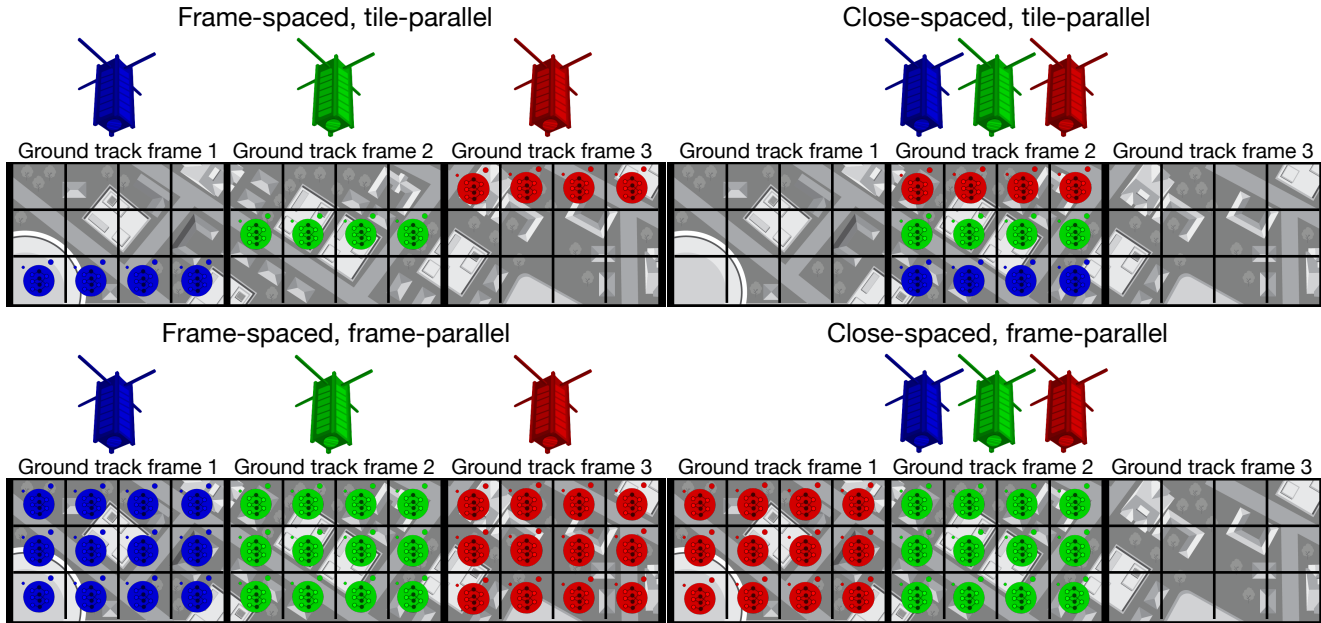 Frame-spaced, tile-parallel
Close-spaced, tile-parallel
Ground track frame 1
Ground track frame 2
Ground track frame 3
Ground track frame 1
Ground track frame 2
Ground track frame 3
Frame-spaced, frame-parallel
Close-spaced, frame-parallel
Ground track frame 1
Ground track frame 2
Ground track frame 3
Ground track frame 1
Ground track frame 2
Ground track frame 3